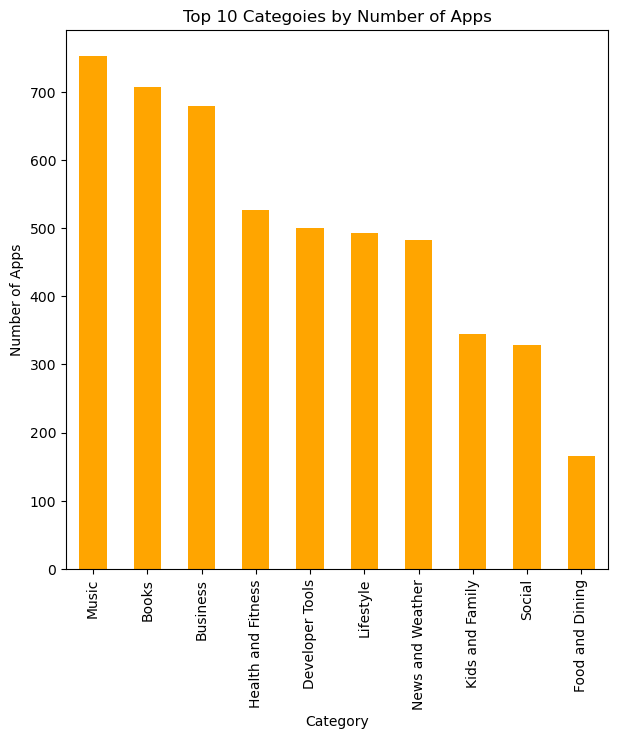 Top 10 Categoies by Number of Apps
Number of Apps
700
600
500
400
300
200
100
0
Music
Books
Business
Health and Fitness
Developer Tools
Lifestyle
News and Weather
Kids and Family
Social
Food and Dining
Category